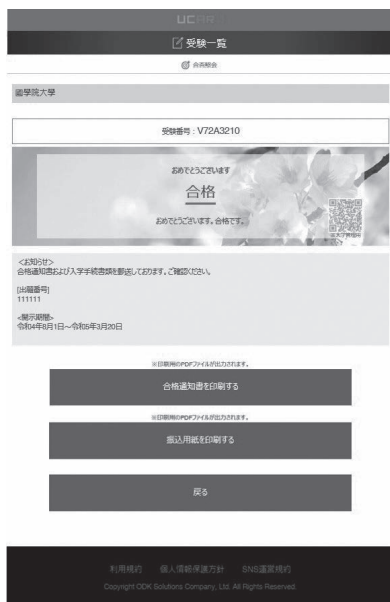 UCARO
受験一覧
合否照会
國學院大學
受験番号：V72A3210
おめでとうございます
合格
おめでとうございます。合格です。
＜お知らせ＞
合格通知書および入学手続書類を郵送しております。ご確認ください。
[出願番号]
111111
<開示期間>
令和04年8月1日～令和05年3月20日
※印刷用のPDFファイルが出力されます。
合格通知書を印刷する
※印刷用のPDFファイルが出力されます。
振込用紙を印刷する
戻る
利用規約　個人情報保護方針　SNS運営規約
Copyright ODK Solutions Company, Ltd. All Rights Reserved.